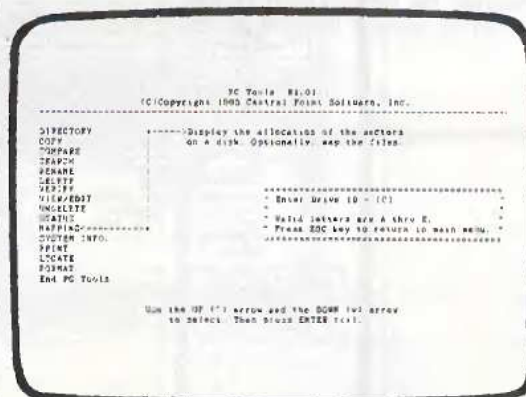 PC Tools R1.01
(C)Copyright 1985 Central Point Software, Inc.
DIRECTORY
COPY
COMPARE
SEARCH
RENAME
DELETE
VERIFY
VIEW/EDIT
UNDELETE
STATUS
MAPPING
SYSTEM INFO.
PRINT
LOCATE
FORMAT
End PC Tools
Display the allocation of the sectors
on a disk. Optionally, map the files.
Enter Drive ID - (C)
Valid letters are A thru E.
Press ESC key to return to main menu.
Use the UP (^) arrow and the DOWN (v) arrow
to select. Then press ENTER